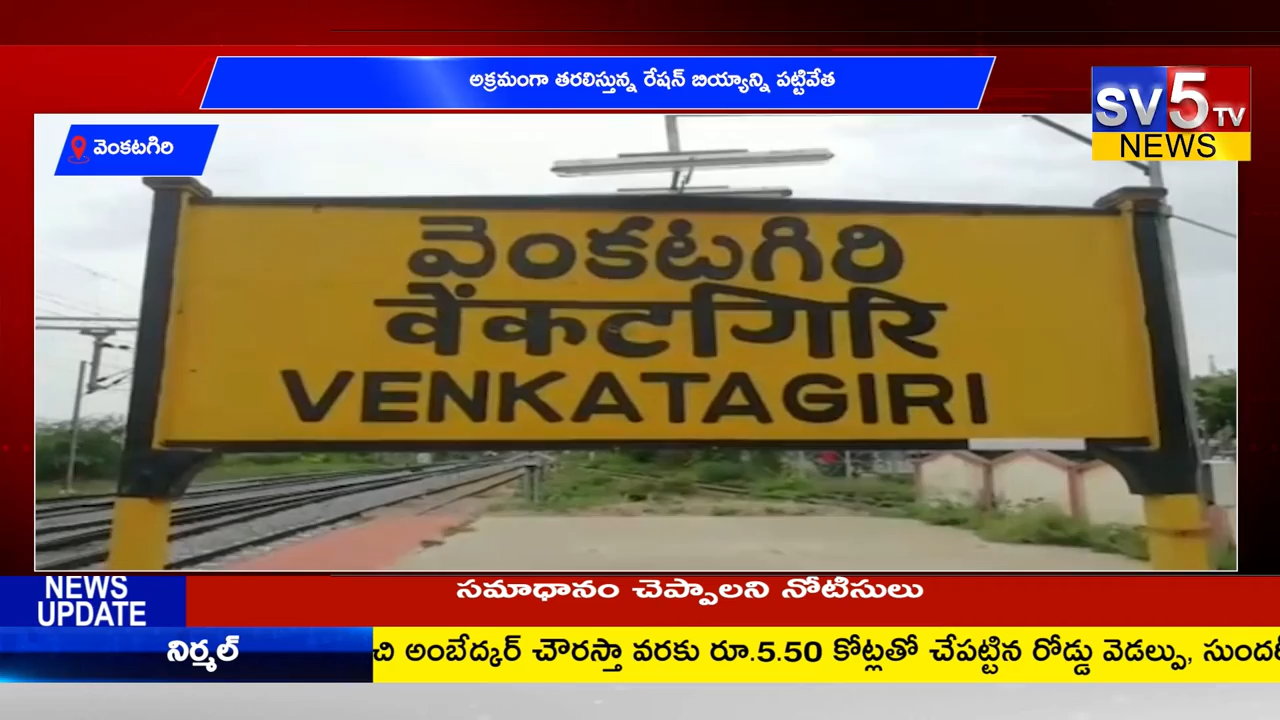 అక్రమంగా తరలిస్తున్న రేషన్ బియ్యాన్ని పట్టివేత
SV5TV
NEWS
వెంకటగిరి
వెంకటగిరి
वेंकटगिरि
VENKATAGIRI
NEWS
UPDATE
సమాధానం చెప్పాలని నోటీసులు
నిర్మల్
చి అంబేద్కర్ చౌరస్తా వరకు రూ.5.50 కోట్లతో చేపట్టిన రోడ్డు వెడల్పు,